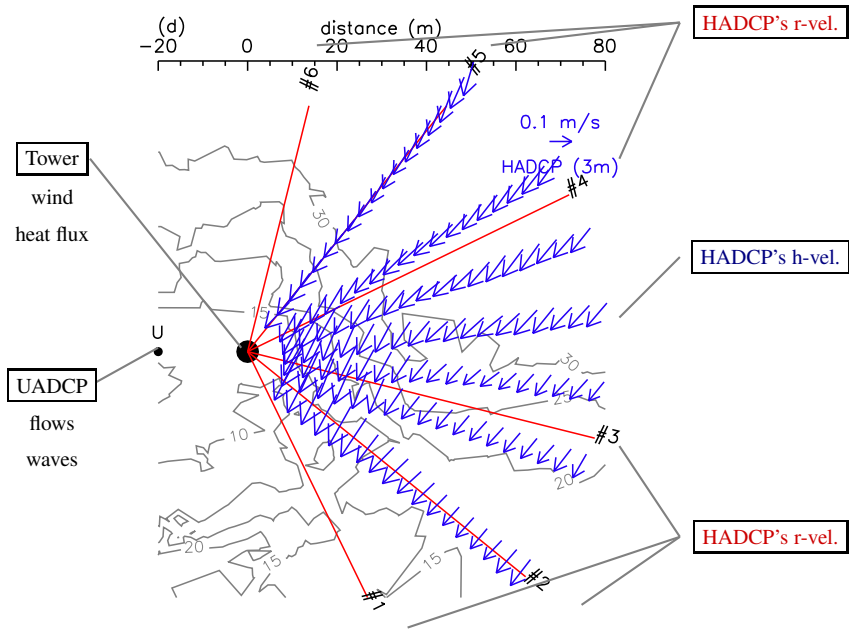 (d)
distance (m)
−20 0 20 40 60 80
HADCP's r-vel.
#6
#5
0.1 m/s
HADCP (3m)
#4
Tower
wind
heat flux
30
HADCP's h-vel.
15
U
30
UADCP
flows
waves
25
10
#3
20
HADCP's r-vel.
20
15
15
#2
#1